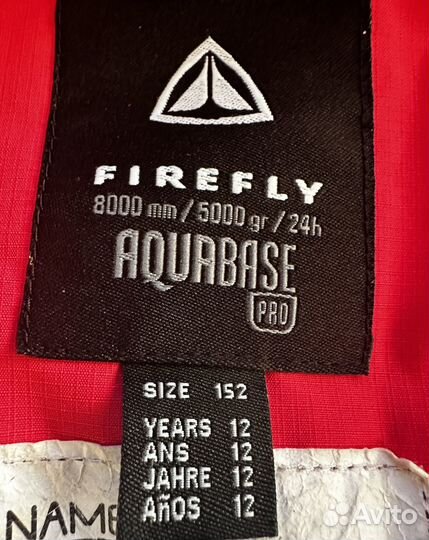 FIREFLY
8000 mm / 5000 gr / 24h
AQUABASE
PRO
SIZE 152
YEARS 12
ANS 12
JAHRE 12
AÑOS 12
NAME
Avito